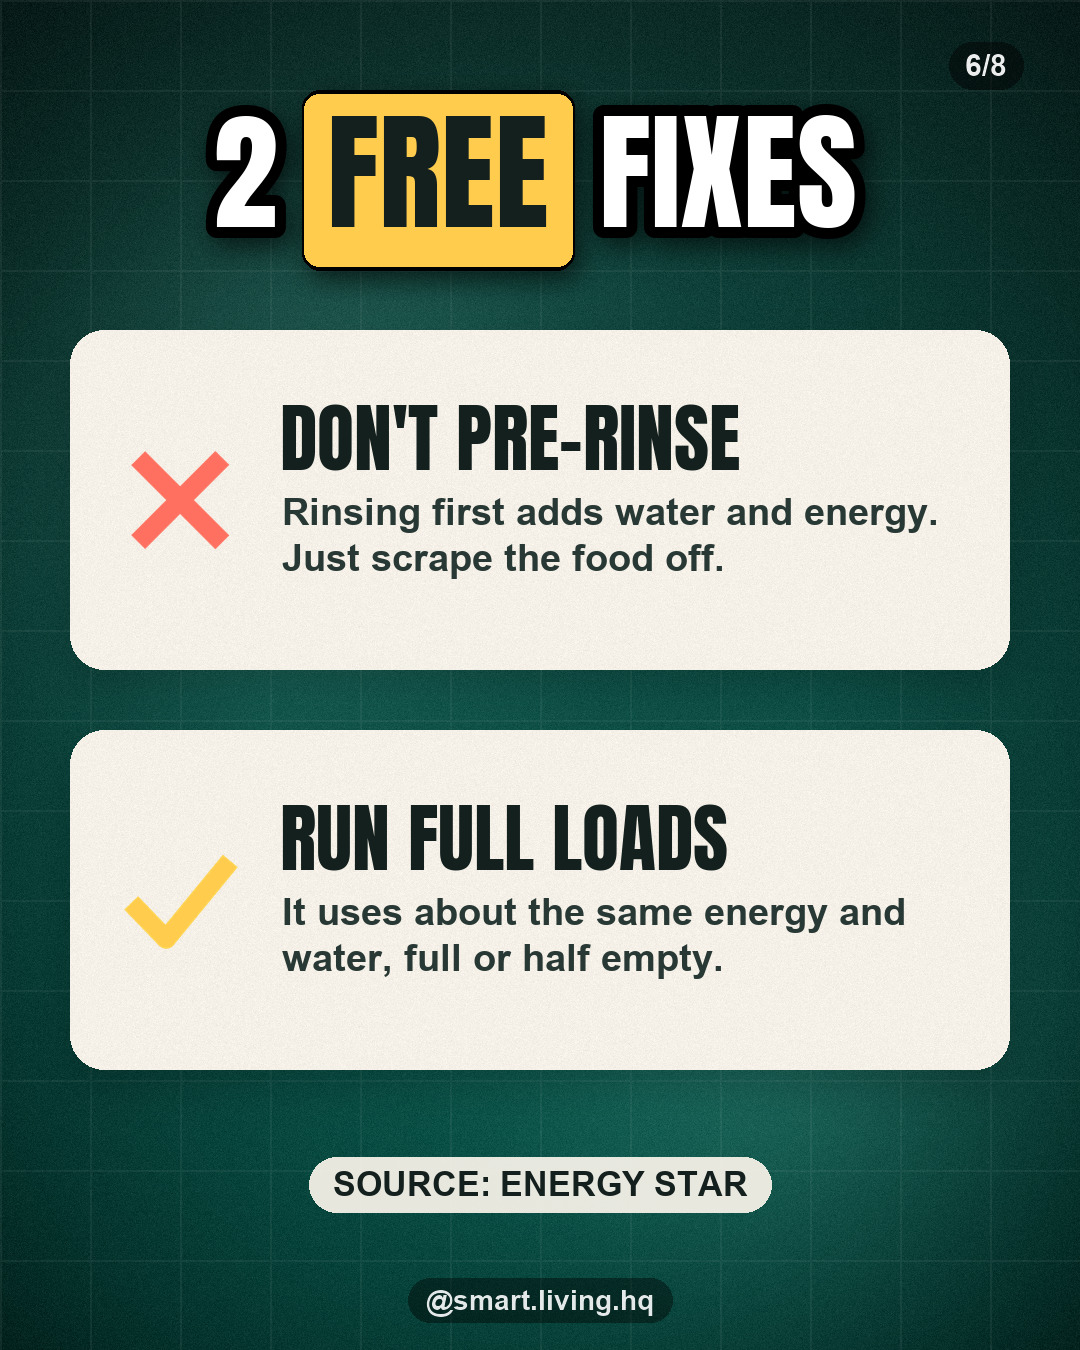 6/8
2 FREE FIXES
DON'T PRE-RINSE
Rinsing first adds water and energy.
Just scrape the food off.
RUN FULL LOADS
It uses about the same energy and
water, full or half empty.
SOURCE: ENERGY STAR
@smart.living.hq